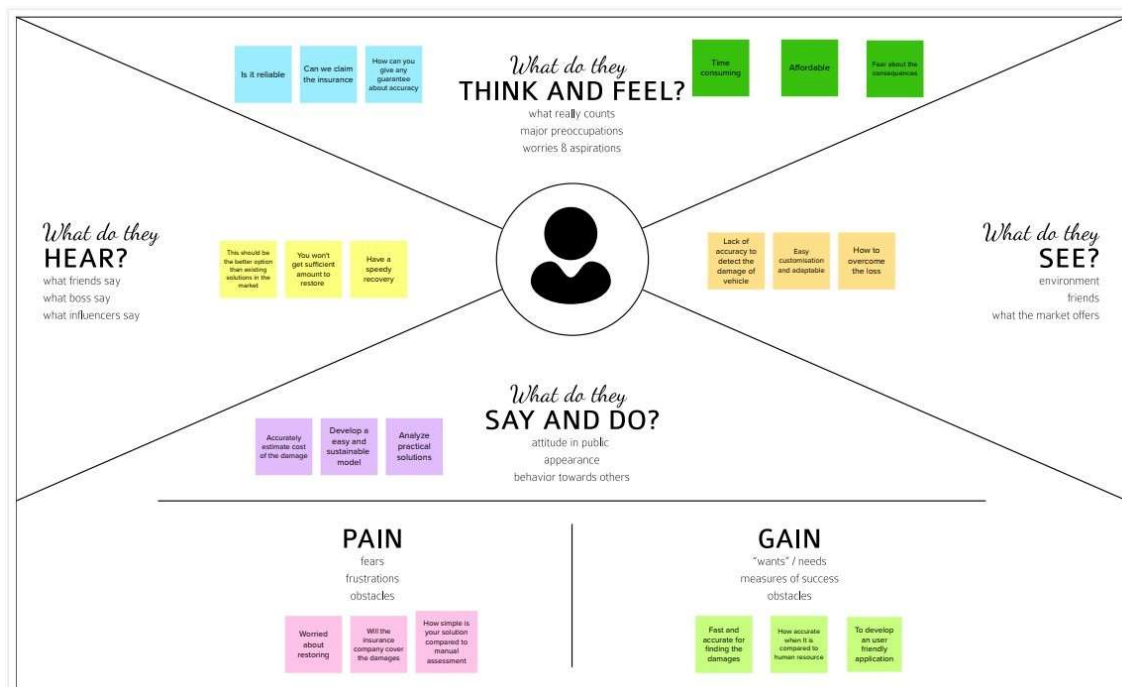 Is it reliable
Can we claim
the insurance
How can you
give any
guarantee
about accuracy
What do they
THINK AND FEEL?
what really counts
major preoccupations
worries & aspirations
Time
consuming
Affordable
Fear about the
consequences
What do they
HEAR?
what friends say
what boss say
what influencers say
This should be
the better option
than existing
solutions in the
market
You won't
get sufficient
amount to
restore
Have a
speedy
recovery
Lack of
accuracy to
detect the
damage of
vehicle
Easy
customisation
and adaptable
How to
overcome
the loss
What do they
SEE?
environment
friends
what the market offers
What do they
SAY AND DO?
attitude in public
appearance
behavior towards others
Accurately
estimate cost
of the damage
Develop a
easy and
sustainable
model
Analyze
practical
solutions
PAIN
fears
frustrations
obstacles
Worried
about
restoring
Will the
insurance
company cover
the damages
How simple is
your solution
compared to
manual
assessment
GAIN
"wants" / needs
measures of success
obstacles
Fast and
accurate for
finding the
damages
How accurate
when It is
compared to
human resource
To develop
an user
friendly
application